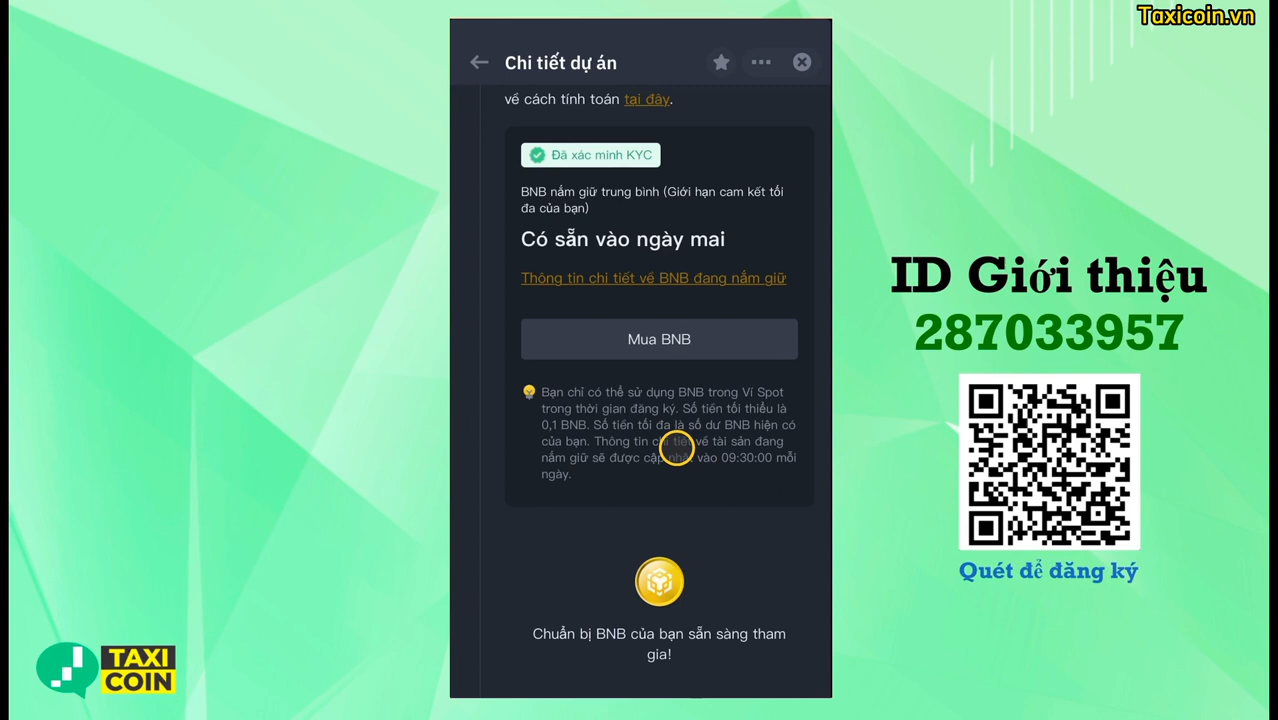 Taxicoin.vn
Chi tiết dự án
về cách tính toán tại đây.
Đã xác minh KYC
BNB nắm giữ trung bình (Giới hạn cam kết tối
đa của bạn)
Có sẵn vào ngày mai
Thông tin chi tiết về BNB đang nắm giữ
Mua BNB
Bạn chỉ có thể sử dụng BNB trong Ví Spot
trong thời gian đăng ký. Số tiền tối thiểu là
0,1 BNB. Số tiền tối đa là số dư BNB hiện có
của bạn. Thông tin chi tiết về tài sản đang
nắm giữ sẽ được cập nhật vào 09:30:00 mỗi
ngày.
Chuẩn bị BNB của bạn sẵn sàng tham
gia!
ID Giới thiệu
287033957
Quét để đăng ký
TAXI
COIN